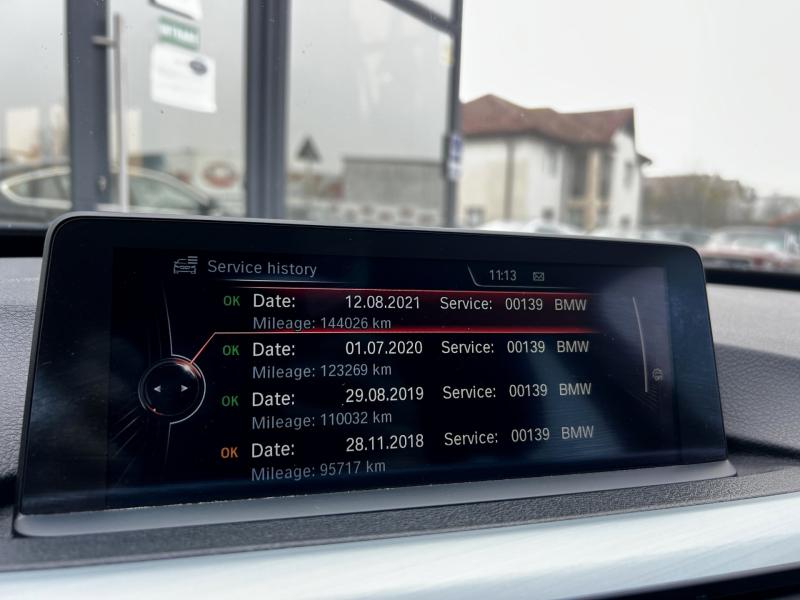 Service history
11:13
OK Date: 12.08.2021 Service: 00139 BMW
Mileage: 144026 km
OK Date: 01.07.2020 Service: 00139 BMW
Mileage: 123269 km
OK Date: 29.08.2019 Service: 00139 BMW
Mileage: 110032 km
OK Date: 28.11.2018 Service: 00139 BMW
Mileage: 95717 km